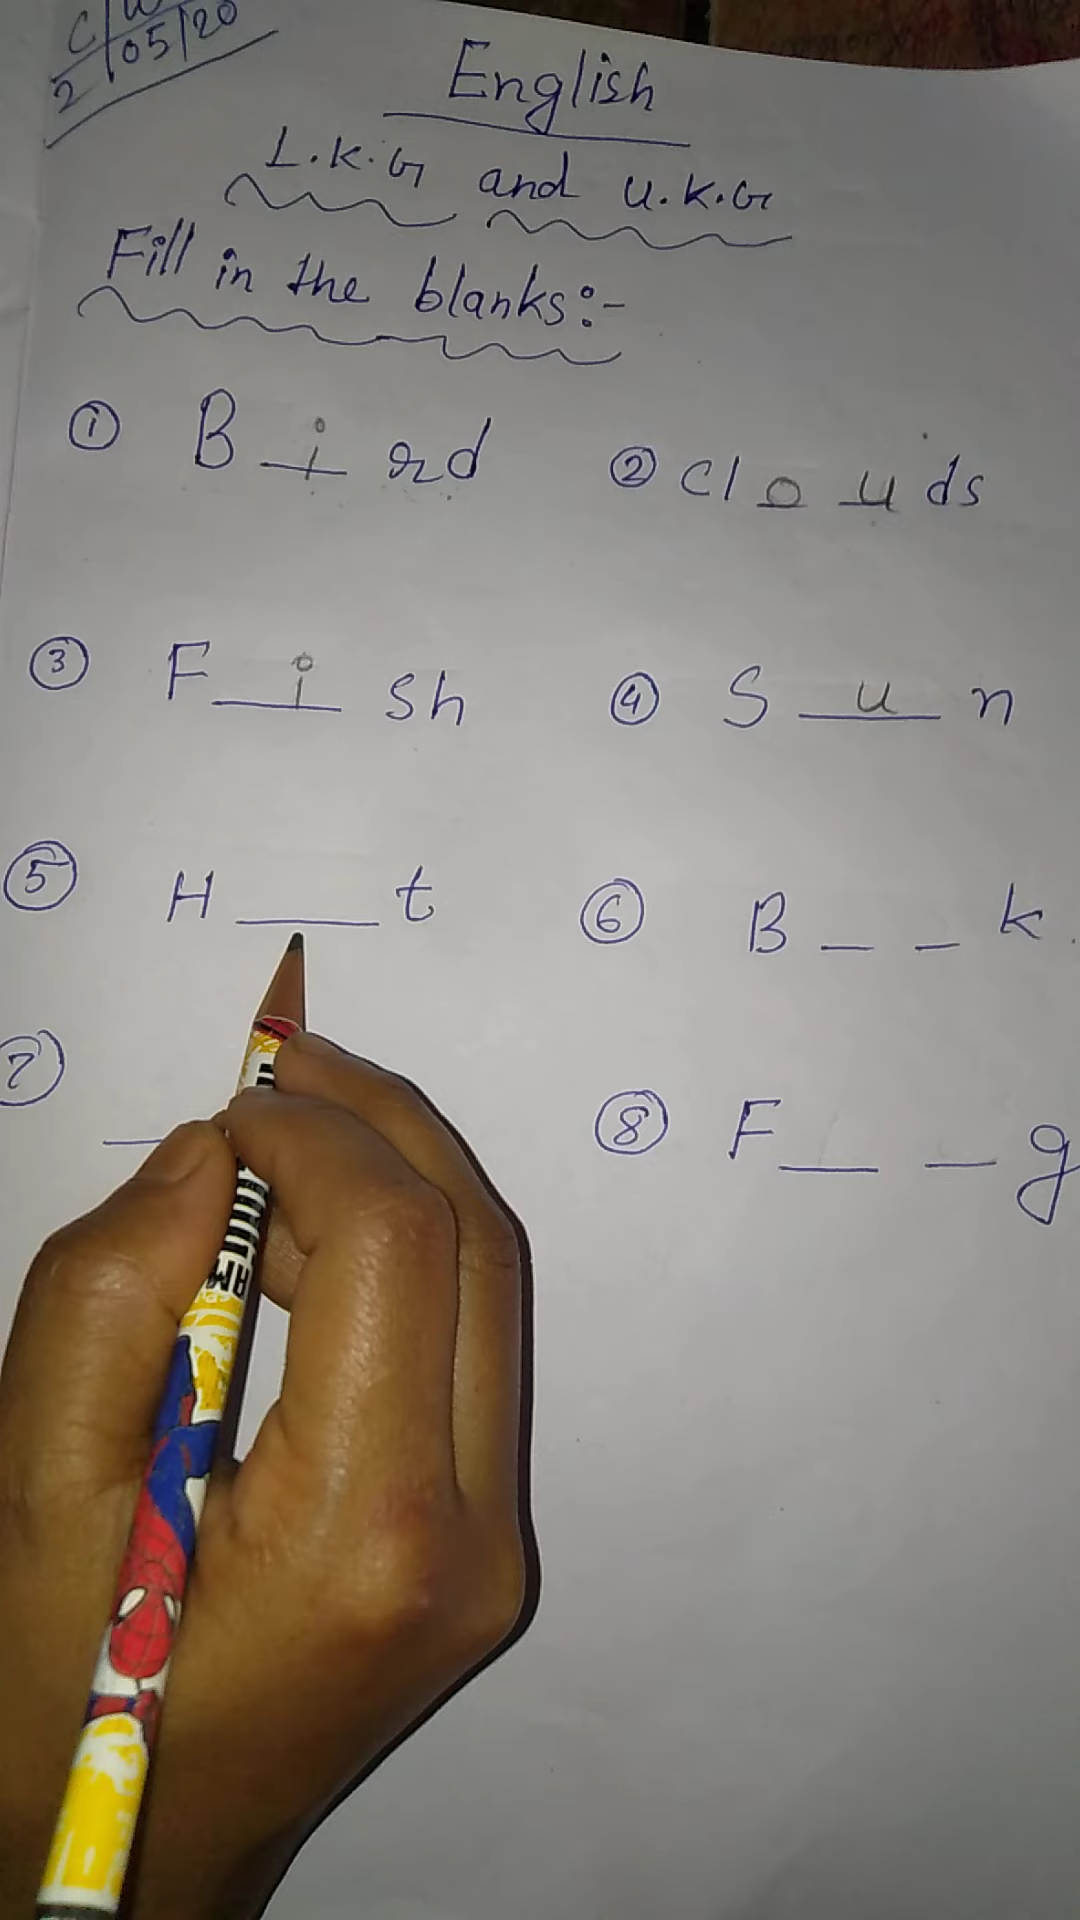 C/W
2/05/20
English
L.K.G and U.K.G
Fill in the blanks:-
① B i rd ② Cl o u ds
③ F i sh ④ S u n
⑤ H ___ t ⑥ B _ _ k
⑦ _ ⑧ F _ _ g